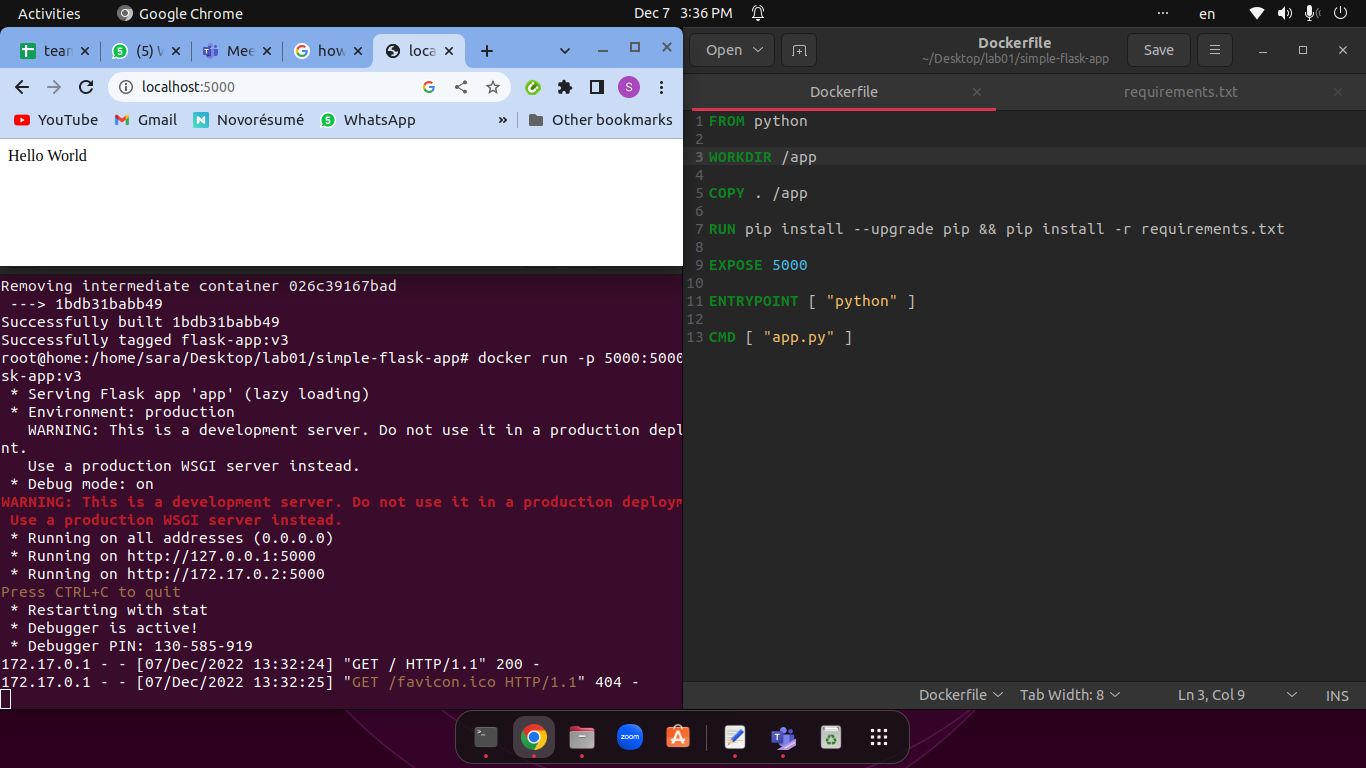 Activities Google Chrome Dec 7 3:36 PM en
tear (5) W Mee how loca
localhost:5000 S
YouTube Gmail Novorésumé WhatsApp » Other bookmarks
Hello World
Removing intermediate container 026c39167bad
---> 1bdb31babb49
Successfully built 1bdb31babb49
Successfully tagged flask-app:v3
root@home:/home/sara/Desktop/lab01/simple-flask-app# docker run -p 5000:5000
sk-app:v3
* Serving Flask app 'app' (lazy loading)
* Environment: production
WARNING: This is a development server. Do not use it in a production depl
nt.
Use a production WSGI server instead.
* Debug mode: on
WARNING: This is a development server. Do not use it in a production deploym
Use a production WSGI server instead.
* Running on all addresses (0.0.0.0)
* Running on http://127.0.0.1:5000
* Running on http://172.17.0.2:5000
Press CTRL+C to quit
* Restarting with stat
* Debugger is active!
* Debugger PIN: 130-585-919
172.17.0.1 - - [07/Dec/2022 13:32:24] "GET / HTTP/1.1" 200 -
172.17.0.1 - - [07/Dec/2022 13:32:25] "GET /favicon.ico HTTP/1.1" 404 -
Open Dockerfile Save
~/Desktop/lab01/simple-flask-app
Dockerfile requirements.txt
1 FROM python
2
3 WORKDIR /app
4
5 COPY . /app
6
7 RUN pip install --upgrade pip && pip install -r requirements.txt
8
9 EXPOSE 5000
10
11 ENTRYPOINT [ "python" ]
12
13 CMD [ "app.py" ]
Dockerfile Tab Width: 8 Ln 3, Col 9 INS
zoom